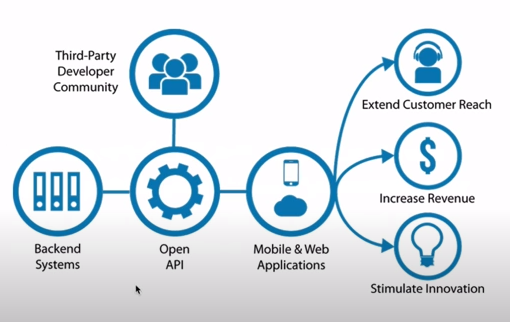 Third-Party
Developer
Community
Extend Customer Reach
$
Increase Revenue
Backend
Systems
Open
API
Mobile & Web
Applications
Stimulate Innovation